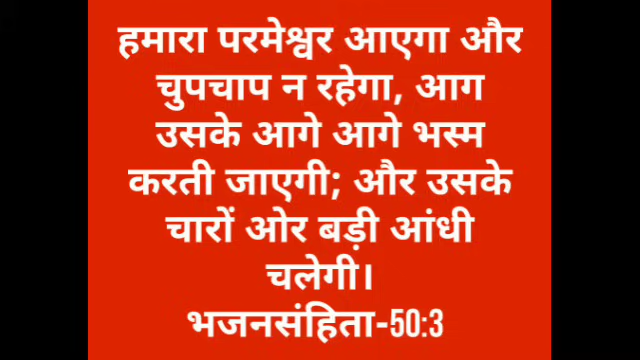 हमारा परमेश्वर आएगा और
चुपचाप न रहेगा, आग
उसके आगे आगे भस्म
करती जाएगी; और उसके
चारों ओर बड़ी आंधी
चलेगी।
भजनसंहिता-50:3